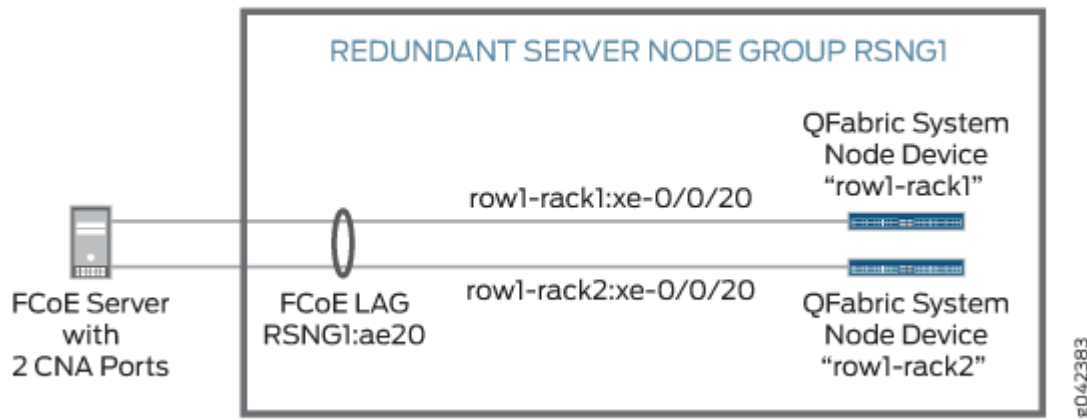 REDUNDANT SERVER NODE GROUP RSNG1
QFabric System
Node Device
“row1-rack1”
row1-rack1:xe-0/0/20
row1-rack2:xe-0/0/20
FCoE Server
with
2 CNA Ports
FCoE LAG
RSNG1:ae20
QFabric System
Node Device
“row1-rack2”
g042383